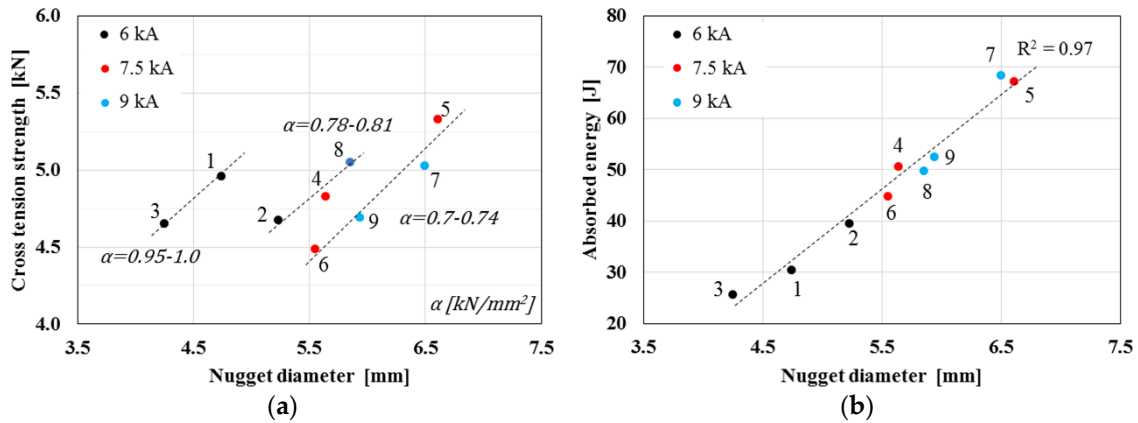 6.0
5.5
5.0
4.5
4.0
Cross tension strength [kN]
6 kA
7.5 kA
9 kA
1
3
α=0.95-1.0
α=0.78-0.81
8
4
2
5
7
9
6
α=0.7-0.74
α [kN/mm²]
3.5 4.5 5.5 6.5 7.5
Nugget diameter [mm]
(a)
80
70
60
50
40
30
20
Absorbed energy [J]
6 kA
7.5 kA
9 kA
R² = 0.97
7
5
4
9
8
6
2
3
1
3.5 4.5 5.5 6.5 7.5
Nugget diameter [mm]
(b)